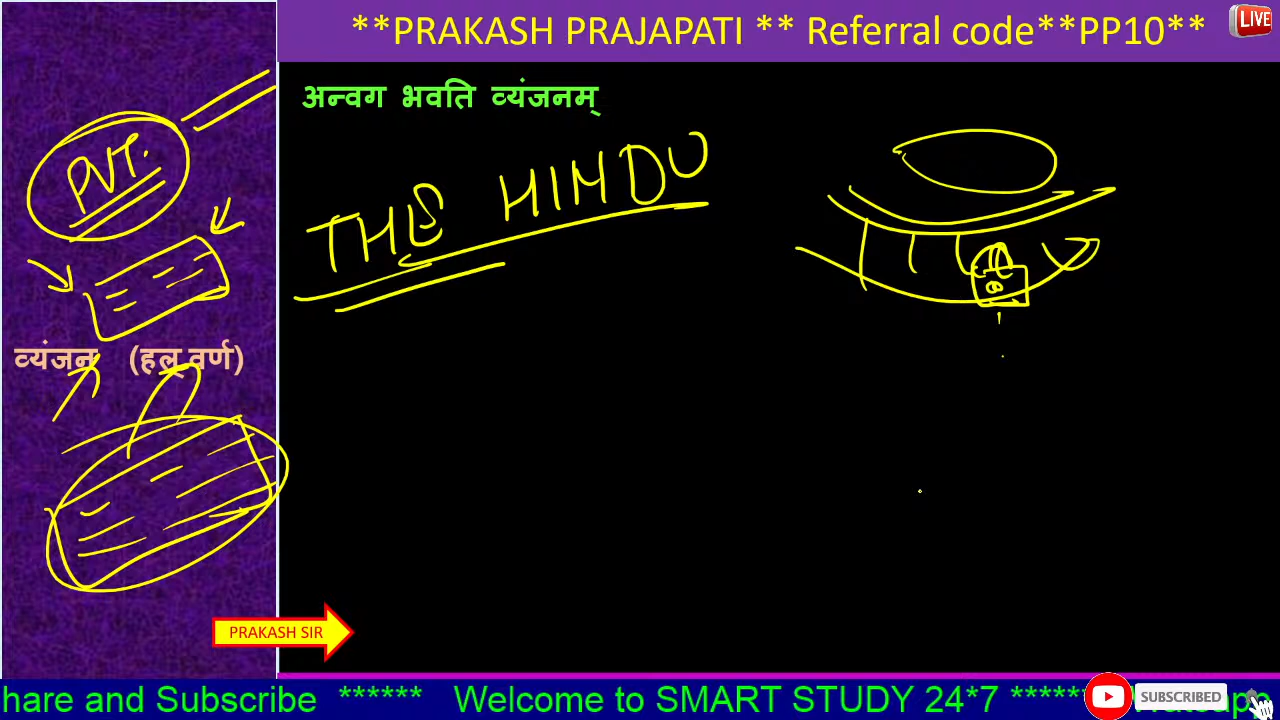 **PRAKASH PRAJAPATI ** Referral code**PP10**
LIVE
अन्वग भवति व्यंजनम्
PVT.
THE HINDU
व्यंजन (हल् वर्ण)
PRAKASH SIR
hare and Subscribe ****** Welcome to SMART STUDY 24*7 ******
SUBSCRIBED